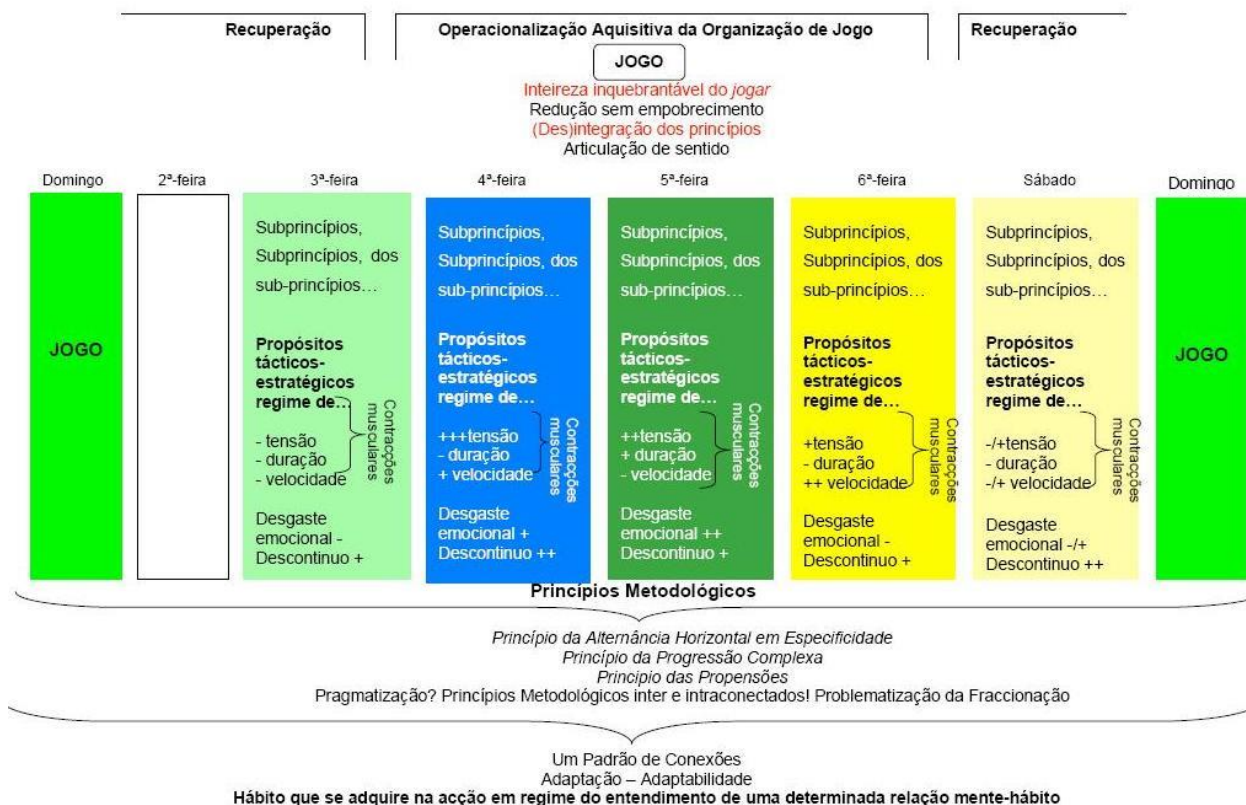 Recuperação
Operacionalização Aquisitiva da Organização de Jogo
Recuperação
JOGO
Inteireza inquebrantável do jogar
Redução sem empobrecimento
(Des)integração dos princípios
Articulação de sentido
Domingo
2ª-feira
3ª-feira
4ª-feira
5ª-feira
6ª-feira
Sábado
Domingo
JOGO
Subprincípios,
Subprincípios, dos
sub-princípios…
Propósitos
tácticos-
estratégicos
regime de…
- tensão
- duração
- velocidade
Contracções
musculares
Desgaste
emocional -
Descontinuo +
Subprincípios,
Subprincípios, dos
sub-princípios…
Propósitos
tácticos-
estratégicos
regime de…
+++tensão
- duração
+ velocidade
Contracções
musculares
Desgaste
emocional +
Descontinuo ++
Subprincípios,
Subprincípios, dos
sub-princípios…
Propósitos
tácticos-
estratégicos
regime de…
++tensão
+ duração
- velocidade
Contracções
musculares
Desgaste
emocional ++
Descontinuo +
Subprincípios,
Subprincípios, dos
sub-princípios…
Propósitos
tácticos-
estratégicos
regime de…
+tensão
- duração
++ velocidade
Contracções
musculares
Desgaste
emocional -
Descontinuo +
Subprincípios,
Subprincípios, dos
sub-princípios…
Propósitos
tácticos-
estratégicos
regime de…
-/+tensão
- duração
-/+ velocidade
Contracções
musculares
Desgaste
emocional -/+
Descontinuo ++
JOGO
Princípios Metodológicos
Princípio da Alternância Horizontal em Especificidade
Princípio da Progressão Complexa
Principio das Propensões
Pragmatização? Princípios Metodológicos inter e intraconectados! Problematização da Fraccionação
Um Padrão de Conexões
Adaptação – Adaptabilidade
Hábito que se adquire na acção em regime do entendimento de uma determinada relação mente-hábito